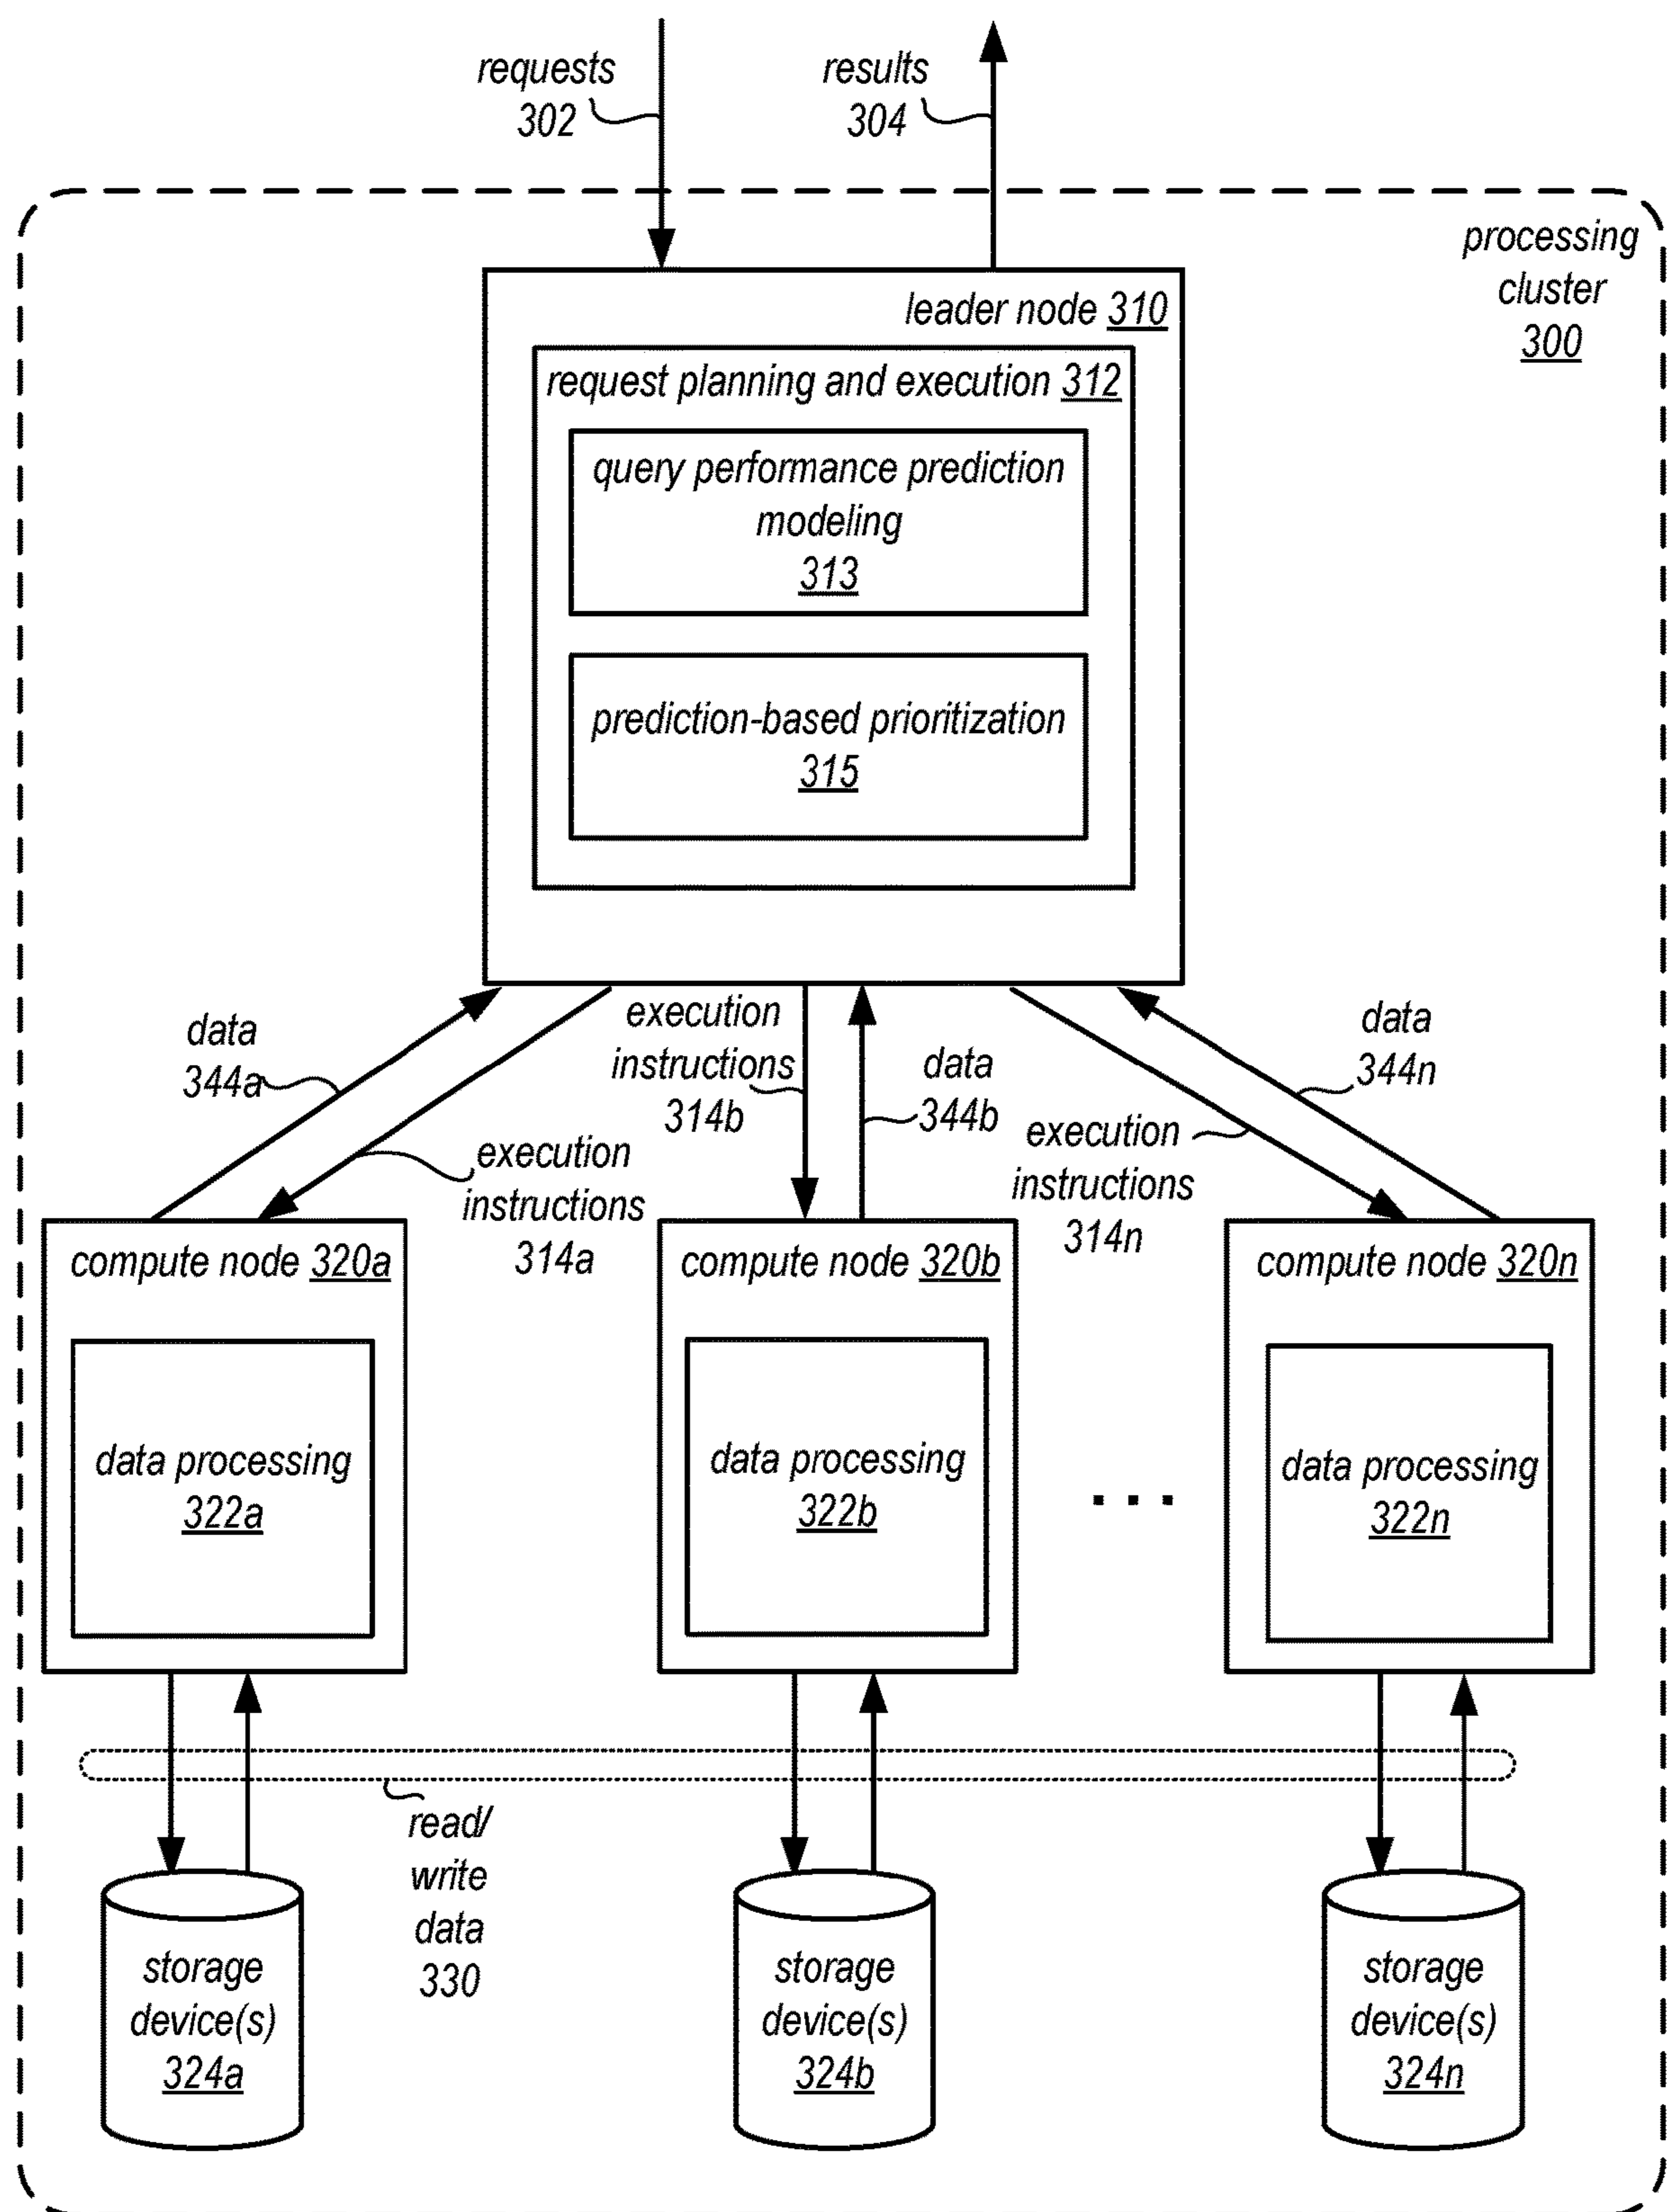 requests
302
results
304
processing
cluster
300
leader node 310
request planning and execution 312
query performance prediction
modeling
313
prediction-based prioritization
315
data
344a
execution
instructions
314a
execution
instructions
314b
data
344b
execution
instructions
314n
data
344n
compute node 320a
data processing
322a
compute node 320b
data processing
322b
. . .
compute node 320n
data processing
322n
read/
write
data
330
storage
device(s)
324a
storage
device(s)
324b
storage
device(s)
324n